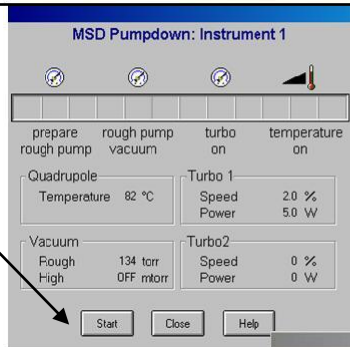 MSD Pumpdown: Instrument 1
prepare rough pump turbo temperature
rough pump vacuum on on
Quadrupole
Temperature 82 °C
Turbo 1
Speed 2.0 %
Power 5.0 W
Vacuum
Rough 134 torr
High OFF mtorr
Turbo2
Speed 0 %
Power 0 W
Start Close Help